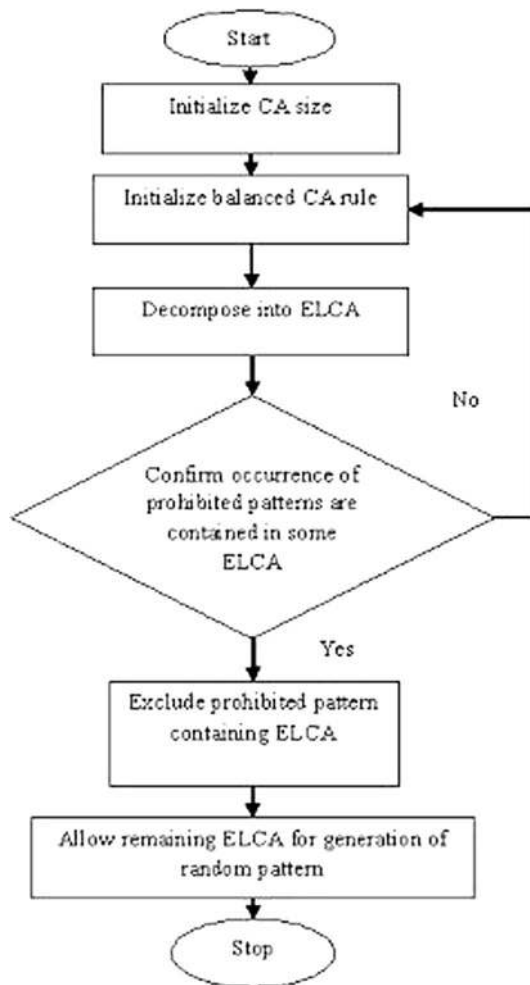 Start
Initialize CA size
Initialize balanced CA rule
Decompose into ELCA
No
Confirm occurrence of
prohibited patterns are
contained in some
ELCA
Yes
Exclude prohibited pattern
containing ELCA
Allow remaining ELCA for generation of
random pattern
Stop